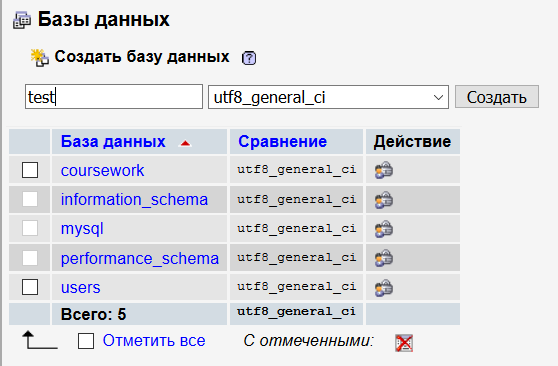 Базы данных
Создать базу данных
test utf8_general_ci Создать
База данных Сравнение Действие
coursework utf8_general_ci
information_schema utf8_general_ci
mysql utf8_general_ci
performance_schema utf8_general_ci
users utf8_general_ci
Всего: 5 utf8_general_ci
Отметить все С отмеченными: